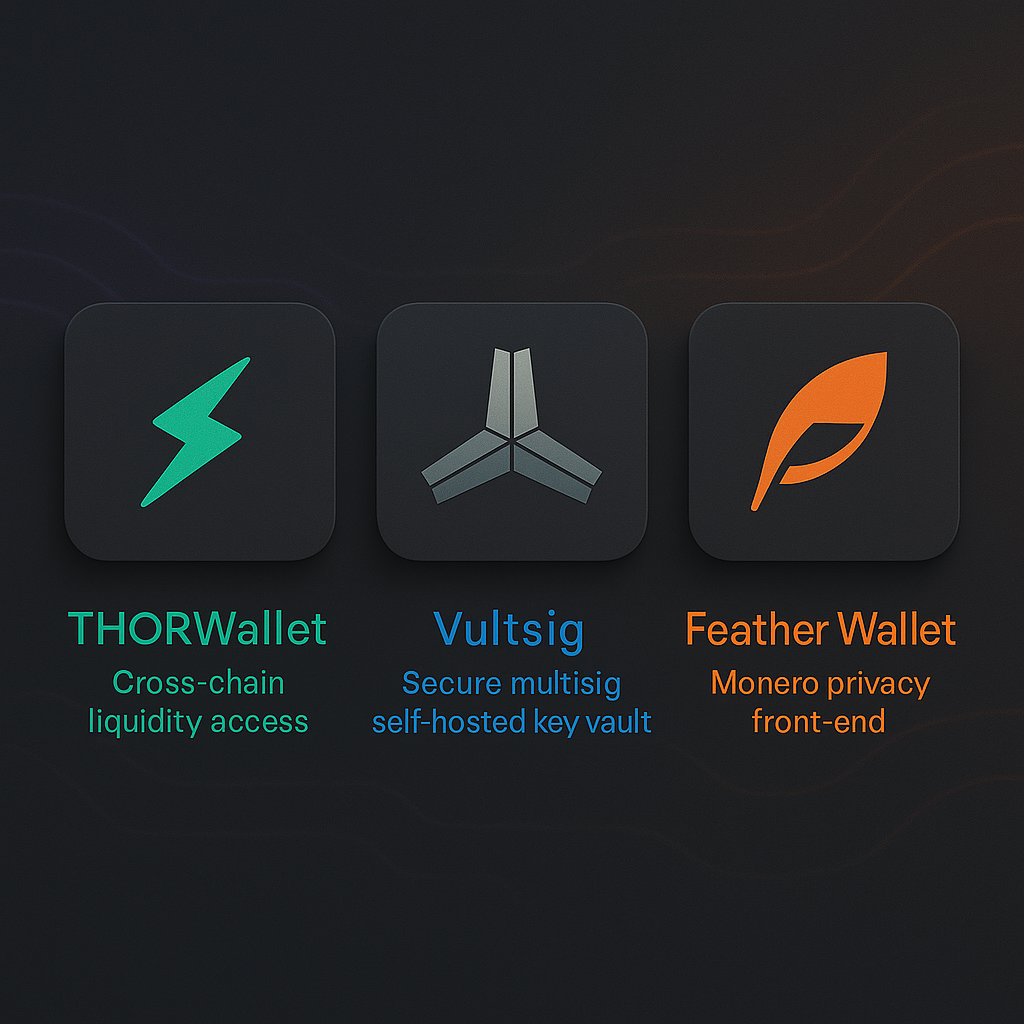 THORWallet
Cross-chain
liquidity access
Vultsig
Secure multisig
self-hosted key vault
Feather Wallet
Monero privacy
front-end